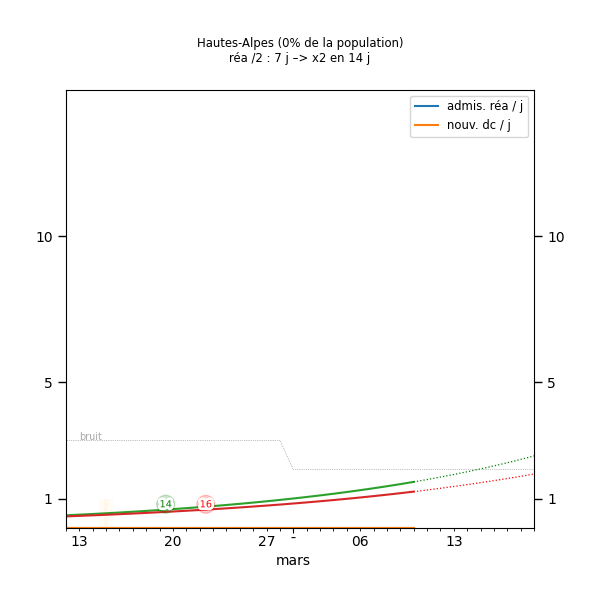 Hautes-Alpes (0% de la population)
réa /2 : 7 j –> x2 en 14 j
admis. réa / j
nouv. dc / j
10
10
5
5
bruit
1
14
16
1
13
20
27
-
06
13
mars